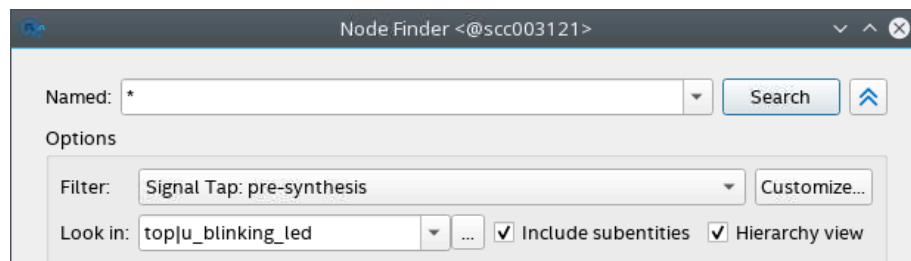 Node Finder <@scc003121>
Named: * Search
Options
Filter: Signal Tap: pre-synthesis Customize...
Look in: top|u_blinking_led ... Include subentities Hierarchy view